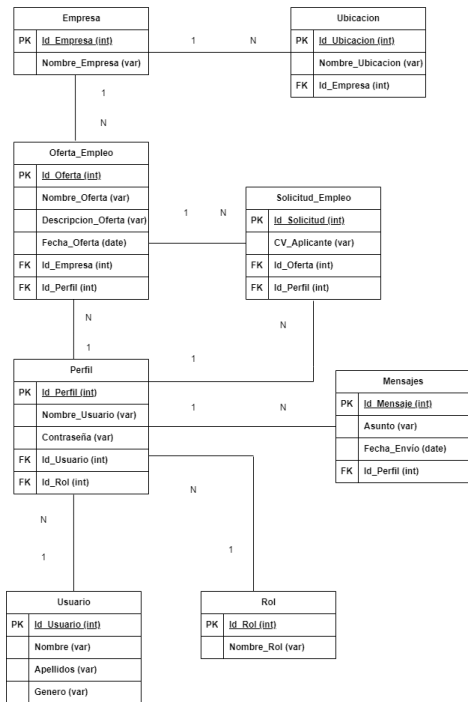 Empresa
PK Id_Empresa (int)
Nombre_Empresa (var)
1 N
Ubicacion
PK Id_Ubicacion (int)
Nombre_Ubicacion (var)
FK Id_Empresa (int)
1
N
Oferta_Empleo
PK Id_Oferta (int)
Nombre_Oferta (var)
Descripcion_Oferta (var)
Fecha_Oferta (date)
FK Id_Empresa (int)
FK Id_Perfil (int)
1 N
Solicitud_Empleo
PK Id_Solicitud (int)
CV_Aplicante (var)
FK Id_Oferta (int)
FK Id_Perfil (int)
N
1
N
1
Perfil
PK Id_Perfil (int)
Nombre_Usuario (var)
Contraseña (var)
FK Id_Usuario (int)
FK Id_Rol (int)
1 N
Mensajes
PK Id_Mensaje (int)
Asunto (var)
Fecha_Envío (date)
FK Id_Perfil (int)
N
1
N
1
Usuario
PK Id_Usuario (int)
Nombre (var)
Apellidos (var)
Genero (var)
Rol
PK Id_Rol (int)
Nombre_Rol (var)